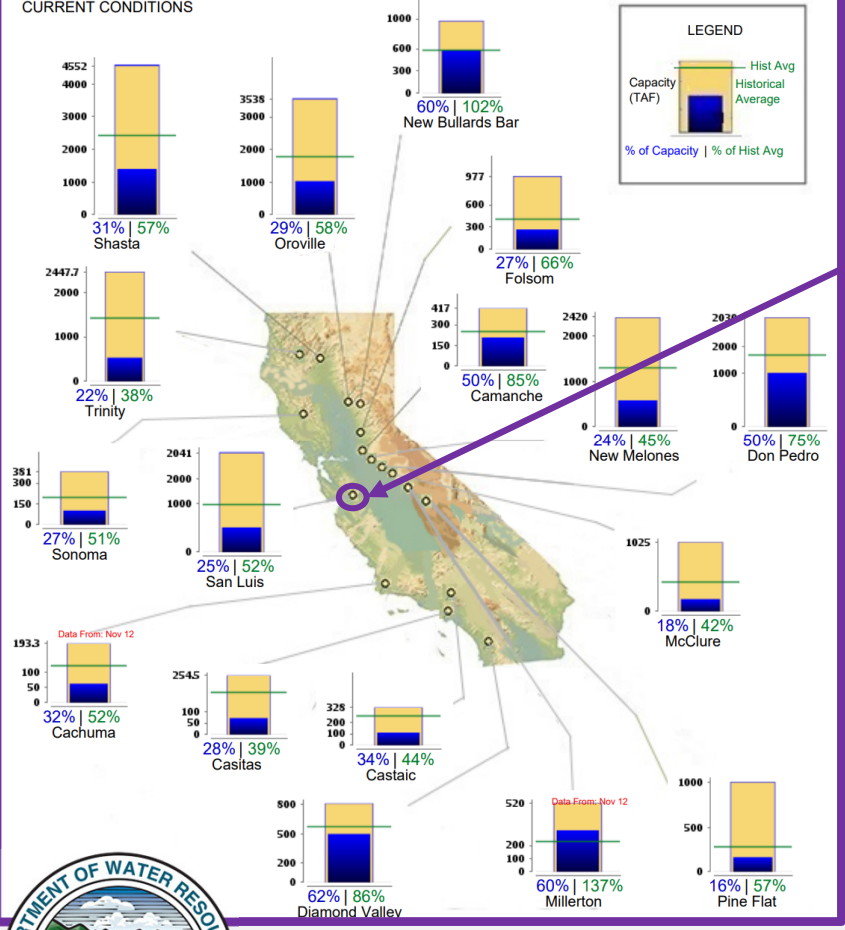 CURRENT CONDITIONS
LEGEND
Hist Avg
Capacity
(TAF)
Historical
Average
% of Capacity | % of Hist Avg
1000
600
300
0
60% | 102%
New Bullards Bar
4552
4000
3000
2000
1000
0
31% | 57%
Shasta
3538
3000
2000
1000
0
29% | 58%
Oroville
977
600
300
0
27% | 66%
Folsom
2447.7
2000
1000
0
22% | 38%
Trinity
417
300
150
0
50% | 85%
Camanche
2420
2000
1000
0
24% | 45%
New Melones
2030
2000
1000
0
50% | 75%
Don Pedro
381
300
150
0
27% | 51%
Sonoma
2041
2000
1000
0
25% | 52%
San Luis
1025
0
18% | 42%
McClure
Data From: Nov 12
193.3
100
50
0
32% | 52%
Cachuma
254.5
100
50
0
28% | 39%
Casitas
328
200
100
0
34% | 44%
Castaic
800
500
200
0
62% | 86%
Diamond Valley
Data From: Nov 12
520
200
100
0
60% | 137%
Millerton
1000
500
0
16% | 57%
Pine Flat
RTMENT OF WATER RESOU